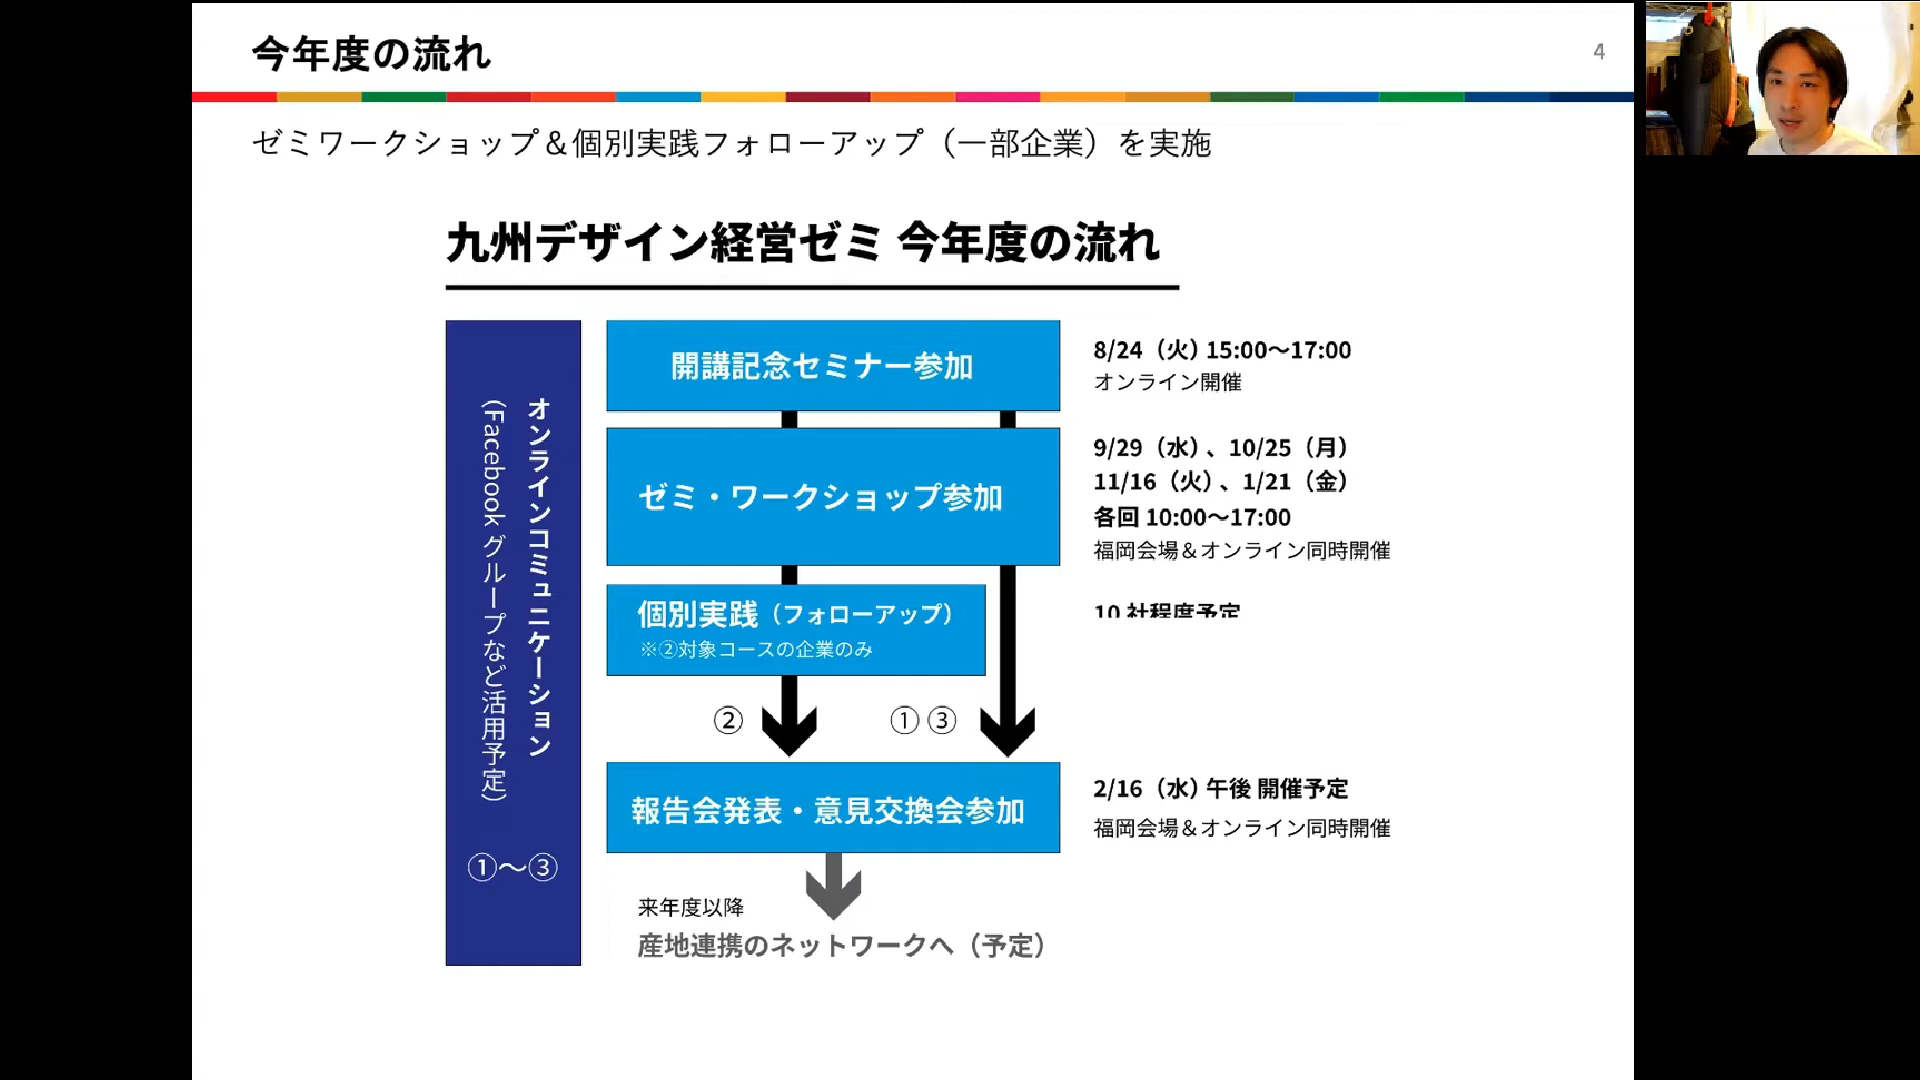 今年度の流れ
4
ゼミワークショップ＆個別実践フォローアップ（一部企業）を実施
九州デザイン経営ゼミ 今年度の流れ
オンラインコミュニケーション
（Facebook グループなど活用予定）
①～③
開講記念セミナー参加
8/24（火）15:00～17:00
オンライン開催
ゼミ・ワークショップ参加
9/29（水）、10/25（月）
11/16（火）、1/21（金）
各回 10:00～17:00
福岡会場＆オンライン同時開催
個別実践（フォローアップ）
※②対象コースの企業のみ
10 社程度予定
② ①③
報告会発表・意見交換会参加
2/16（水）午後 開催予定
福岡会場＆オンライン同時開催
来年度以降
産地連携のネットワークへ（予定）